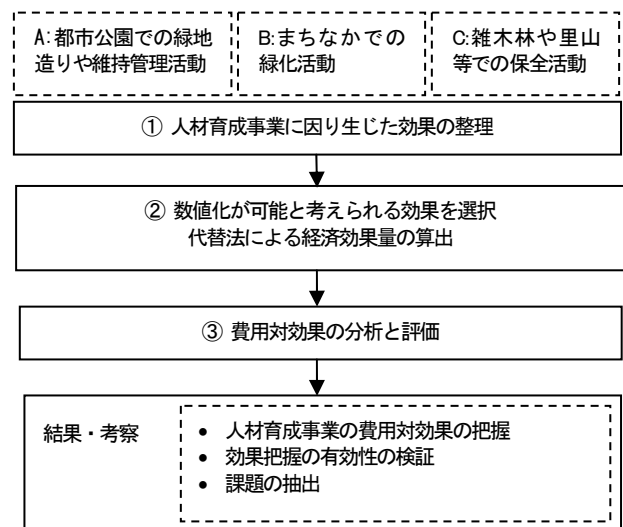 A:都市公園での緑地
造りや維持管理活動
B:まちなかでの
緑化活動
C:雑木林や里山
等での保全活動
① 人材育成事業に因り生じた効果の整理
② 数値化が可能と考えられる効果を選択
代替法による経済効果量の算出
③ 費用対効果の分析と評価
結果・考察
• 人材育成事業の費用対効果の把握
• 効果把握の有効性の検証
• 課題の抽出